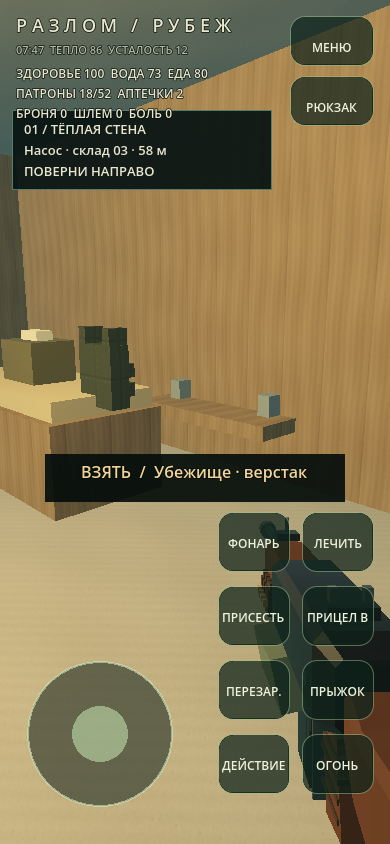 РАЗЛОМ / РУБЕЖ
МЕНЮ
07:47 ТЕПЛО 86 УСТАЛОСТЬ 12
ЗДОРОВЬЕ 100 ВОДА 73 ЕДА 80
ПАТРОНЫ 18/52 АПТЕЧКИ 2
РЮКЗАК
БРОНЯ 0 ШЛЕМ 0 БОЛЬ 0
01 / ТЁПЛАЯ СТЕНА
Насос · склад 03 · 58 м
ПОВЕРНИ НАПРАВО
ВЗЯТЬ / Убежище · верстак
ФОНАРЬ
ЛЕЧИТЬ
ПРИСЕСТЬ
ПРИЦЕЛ В
ПЕРЕЗАР.
ПРЫЖОК
ДЕЙСТВИЕ
ОГОНЬ